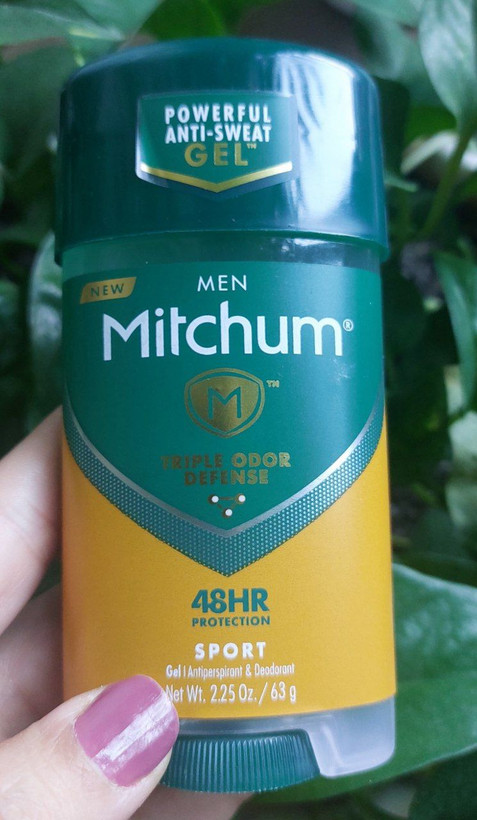 POWERFUL
ANTI-SWEAT
GEL™
NEW
MEN
Mitchum®
M™
TRIPLE ODOR
DEFENSE
48HR
PROTECTION
SPORT
Gel | Antiperspirant & Deodorant
Net Wt. 2.25 Oz. / 63 g